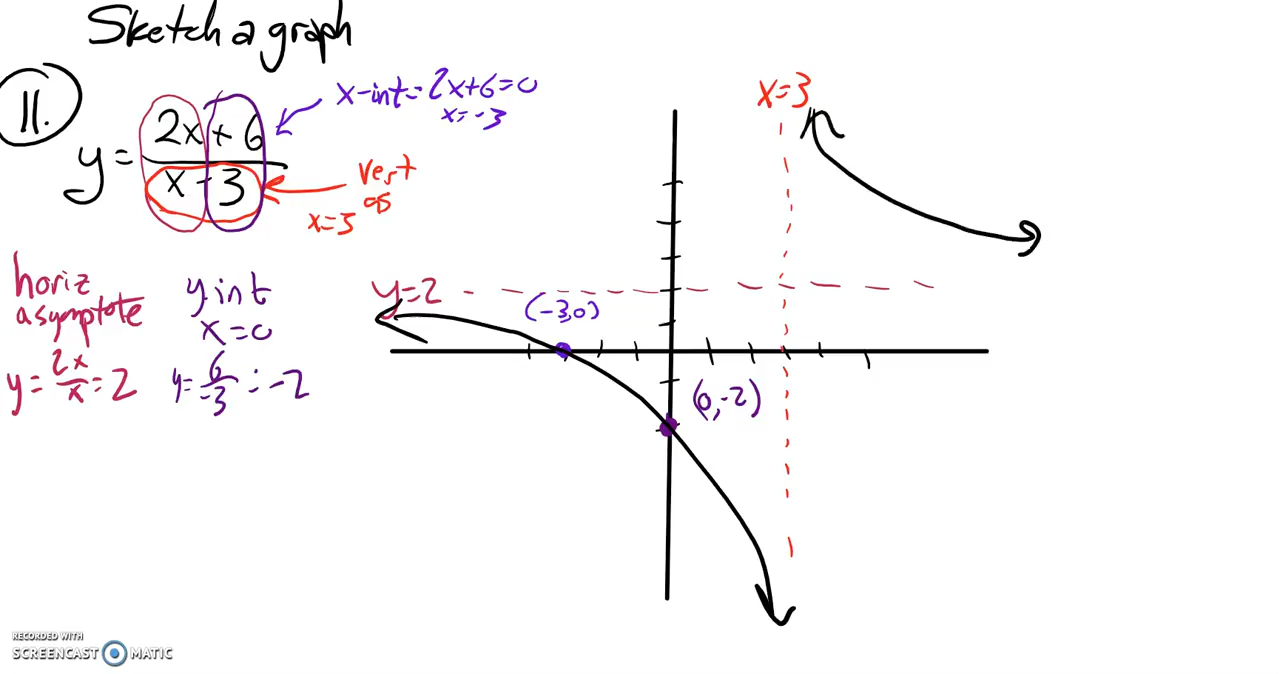 Sketch a graph
11.
y = 2x + 6 / x - 3
x-int = 2x+6=0
x=-3
vert
as
x=3
horiz
asymptote
y = 2x/x = 2
y int
x=0
y = 6/-3 = -2
x=3
y=2
(-3,0)
(0,-2)
RECORDED WITH
SCREENCAST MATIC